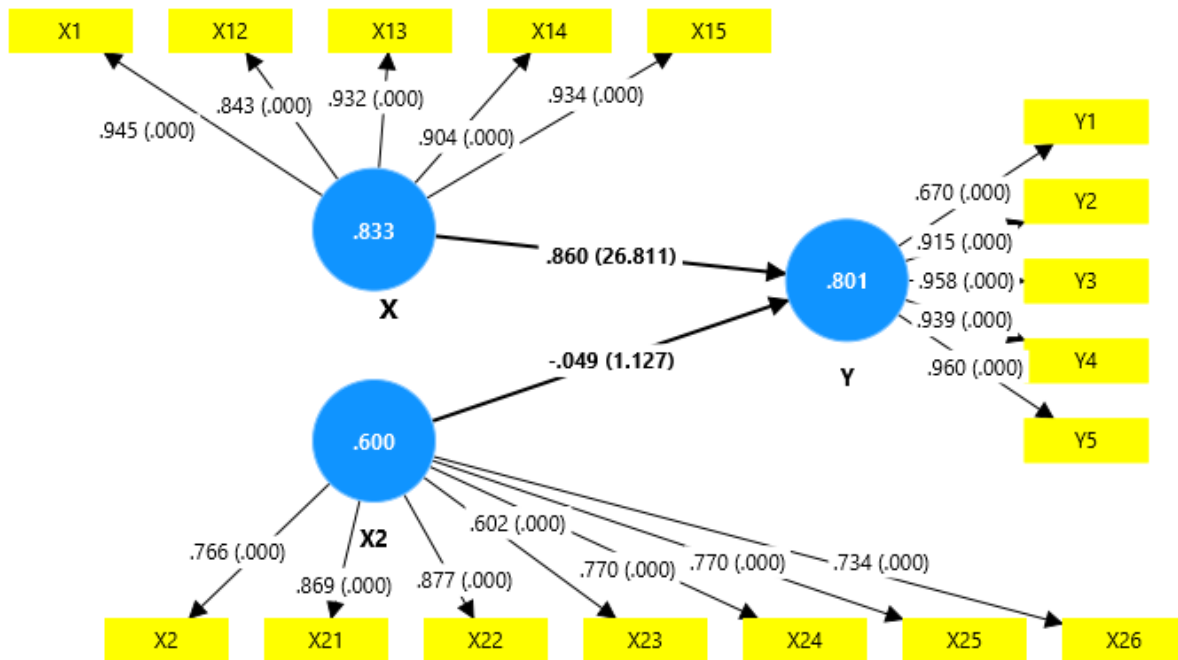 X1 X12 X13 X14 X15
.945 (.000)
.843 (.000)
.932 (.000)
.904 (.000)
.934 (.000)
.833
X
.860 (26.811)
-.049 (1.127)
.801
Y
.670 (.000)
.915 (.000)
.958 (.000)
.939 (.000)
.960 (.000)
Y1
Y2
Y3
Y4
Y5
.600
X2
.766 (.000)
.869 (.000)
.877 (.000)
.602 (.000)
.770 (.000)
.770 (.000)
.734 (.000)
X2 X21 X22 X23 X24 X25 X26